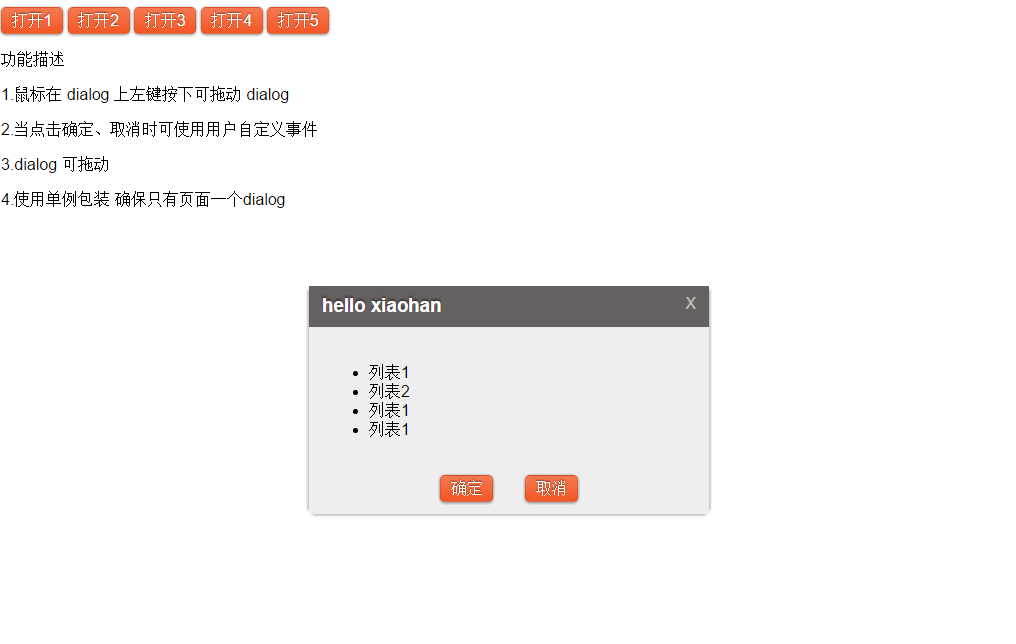 打开1 打开2 打开3 打开4 打开5
功能描述
1.鼠标在 dialog 上左键按下可拖动 dialog
2.当点击确定、取消时可使用用户自定义事件
3.dialog 可拖动
4.使用单例包装 确保只有页面一个dialog
hello xiaohan X
列表1
列表2
列表1
列表1
确定 取消